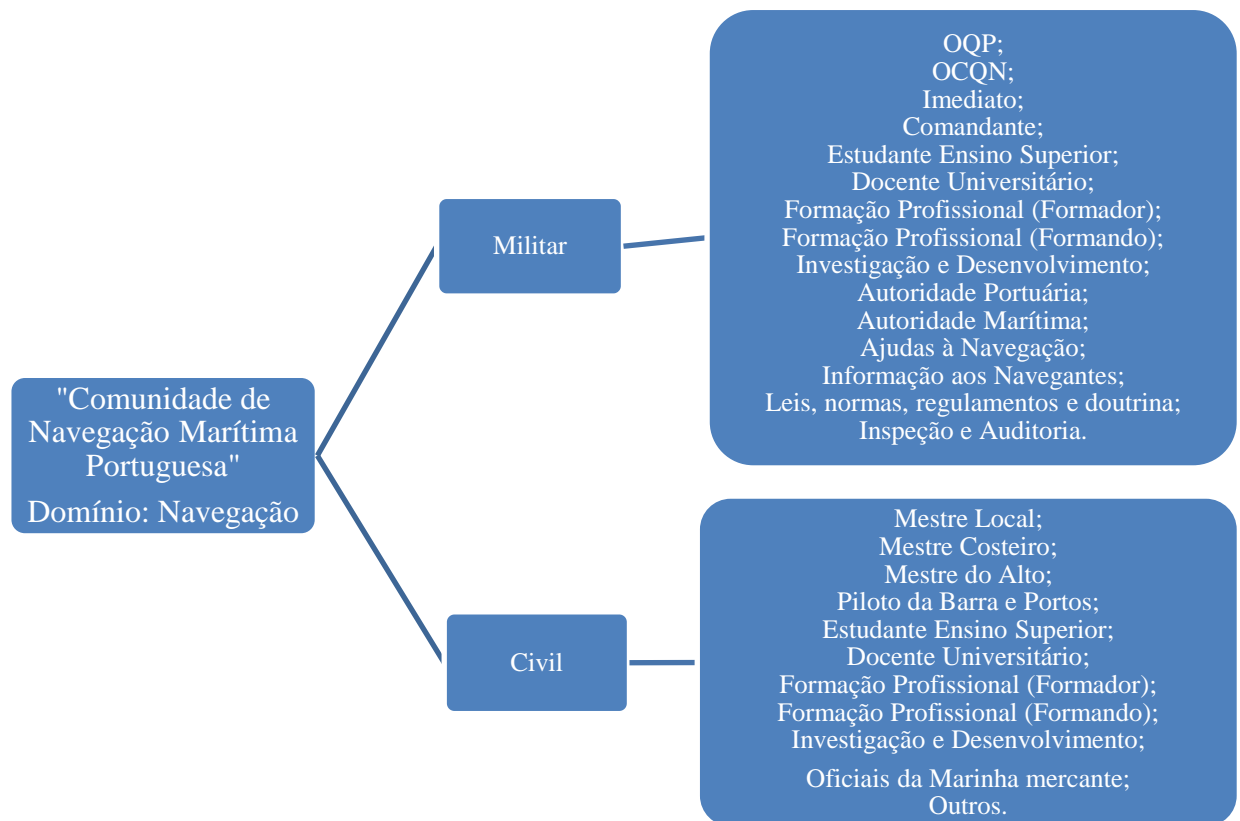 "Comunidade de
Navegação Marítima
Portuguesa"
Domínio: Navegação
Militar
OQP;
OCQN;
Imediato;
Comandante;
Estudante Ensino Superior;
Docente Universitário;
Formação Profissional (Formador);
Formação Profissional (Formando);
Investigação e Desenvolvimento;
Autoridade Portuária;
Autoridade Marítima;
Ajudas à Navegação;
Informação aos Navegantes;
Leis, normas, regulamentos e doutrina;
Inspeção e Auditoria.
Civil
Mestre Local;
Mestre Costeiro;
Mestre do Alto;
Piloto da Barra e Portos;
Estudante Ensino Superior;
Docente Universitário;
Formação Profissional (Formador);
Formação Profissional (Formando);
Investigação e Desenvolvimento;
Oficiais da Marinha mercante;
Outros.